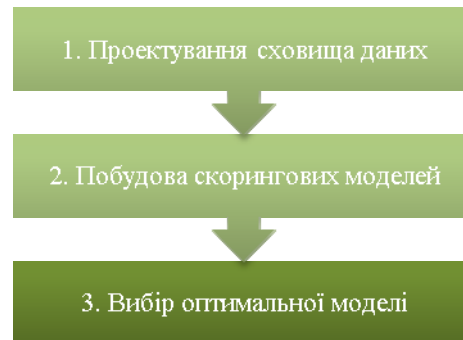 1. Проектування сховища даних
2. Побудова скорингових моделей
3. Вибір оптимальної моделі